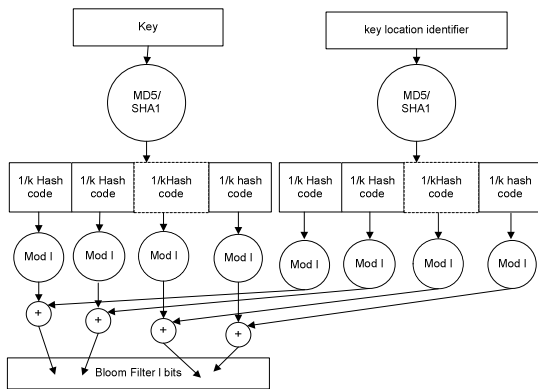 Key
key location identifier
MD5/
SHA1
MD5/
SHA1
1/k Hash
code
1/k Hash
code
1/kHash
code
1/k hash
code
1/k Hash
code
1/k Hash
code
1/kHash
code
1/k hash
code
Mod l
Mod l
Mod l
Mod l
Mod l
Mod l
Mod l
Mod l
+
+
+
+
Bloom Filter l bits